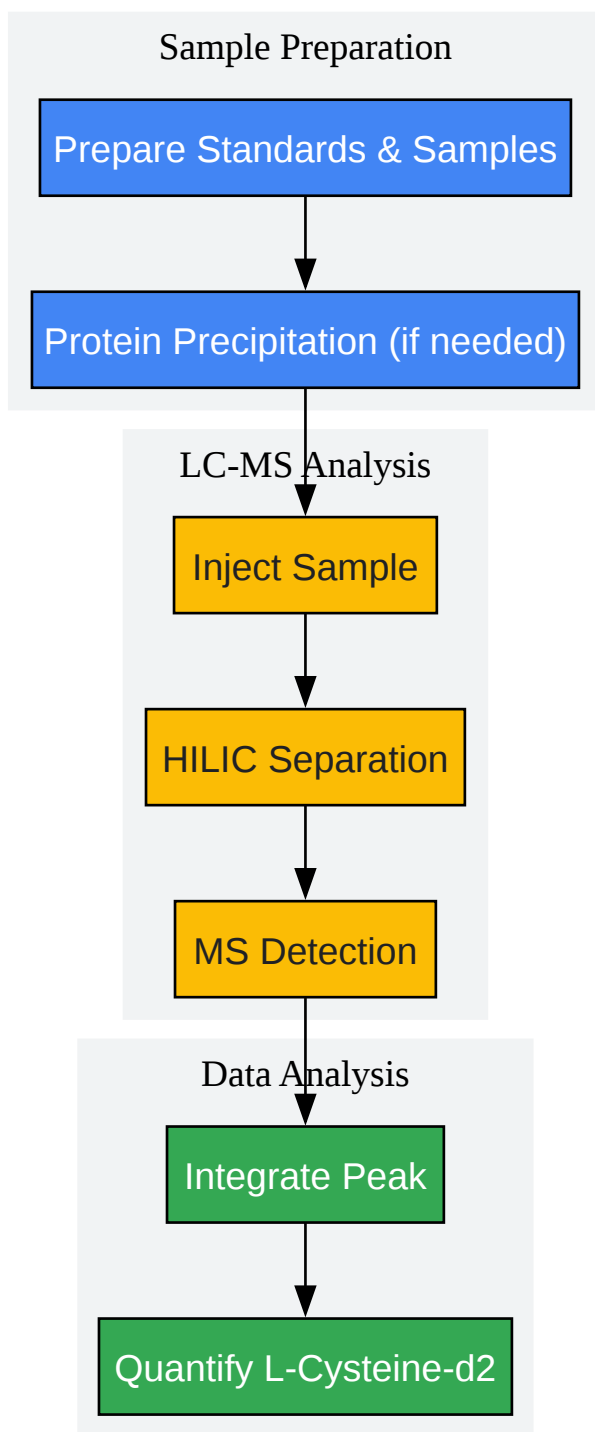 Sample Preparation
Prepare Standards & Samples
Protein Precipitation (if needed)
LC-MS Analysis
Inject Sample
HILIC Separation
MS Detection
Data Analysis
Integrate Peak
Quantify L-Cysteine-d2